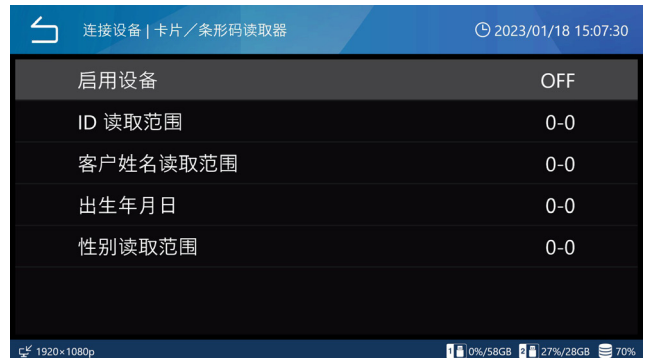 连接设备 | 卡片／条形码读取器 2023/01/18 15:07:30
启用设备 OFF
ID 读取范围 0-0
客户姓名读取范围 0-0
出生年月日 0-0
性别读取范围 0-0
1920×1080p 1 0%/58GB 2 27%/28GB 70%